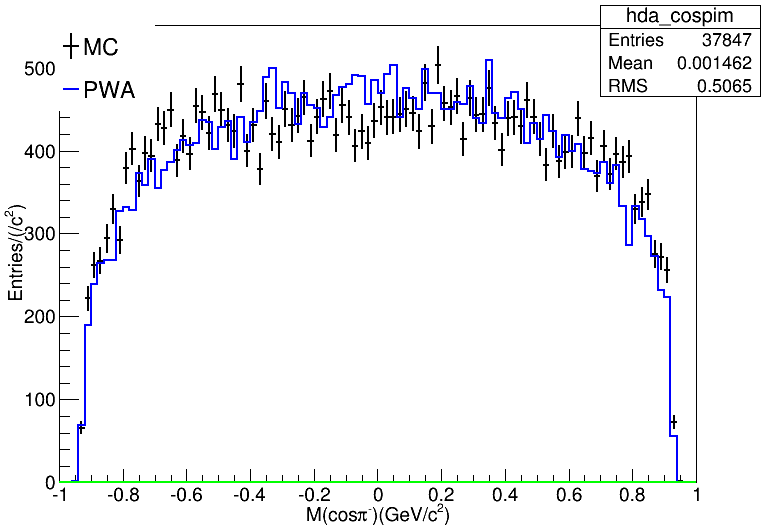 hda_cospim
Entries 37847
Mean 0.001462
RMS 0.5065
MC
PWA
500
400
300
200
100
0
Entries/(/c²)
-1 -0.8 -0.6 -0.4 -0.2 0 0.2 0.4 0.6 0.8 1
M(cosπ⁻)(GeV/c²)